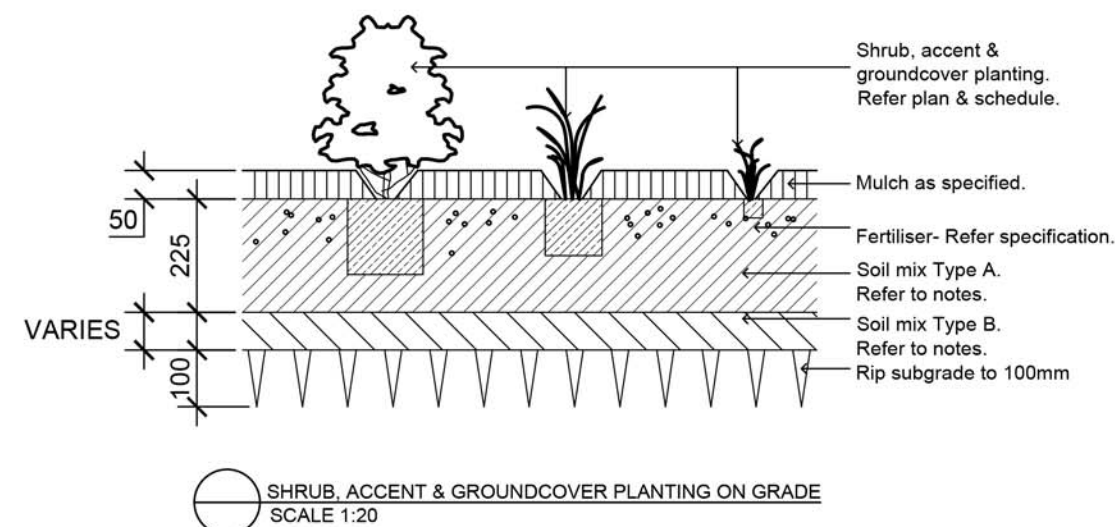 Shrub, accent &
groundcover planting.
Refer plan & schedule.
Mulch as specified.
50
225
Fertiliser- Refer specification.
Soil mix Type A.
Refer to notes.
VARIES
Soil mix Type B.
Refer to notes.
100
Rip subgrade to 100mm
SHRUB, ACCENT & GROUNDCOVER PLANTING ON GRADE
SCALE 1:20